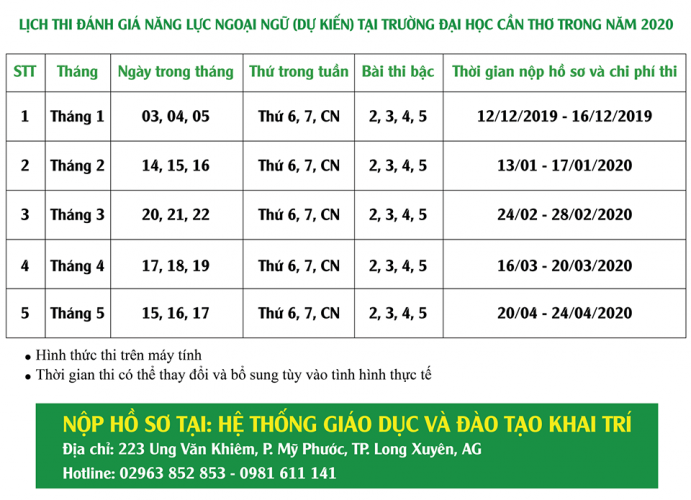 LỊCH THI ĐÁNH GIÁ NĂNG LỰC NGOẠI NGỮ (DỰ KIẾN) TẠI TRƯỜNG ĐẠI HỌC CẦN THƠ TRONG NĂM 2020
STT Tháng Ngày trong tháng Thứ trong tuần Bài thi bậc Thời gian nộp hồ sơ và chi phí thi
1 Tháng 1 03, 04, 05 Thứ 6, 7, CN 2, 3, 4, 5 12/12/2019 - 16/12/2019
2 Tháng 2 14, 15, 16 Thứ 6, 7, CN 2, 3, 4, 5 13/01 - 17/01/2020
3 Tháng 3 20, 21, 22 Thứ 6, 7, CN 2, 3, 4, 5 24/02 - 28/02/2020
4 Tháng 4 17, 18, 19 Thứ 6, 7, CN 2, 3, 4, 5 16/03 - 20/03/2020
5 Tháng 5 15, 16, 17 Thứ 6, 7, CN 2, 3, 4, 5 20/04 - 24/04/2020
• Hình thức thi trên máy tính
• Thời gian thi có thể thay đổi và bổ sung tùy vào tình hình thực tế
NỘP HỒ SƠ TẠI: HỆ THỐNG GIÁO DỤC VÀ ĐÀO TẠO KHAI TRÍ
Địa chỉ: 223 Ung Văn Khiêm, P. Mỹ Phước, TP. Long Xuyên, AG
Hotline: 02963 852 853 - 0981 611 141